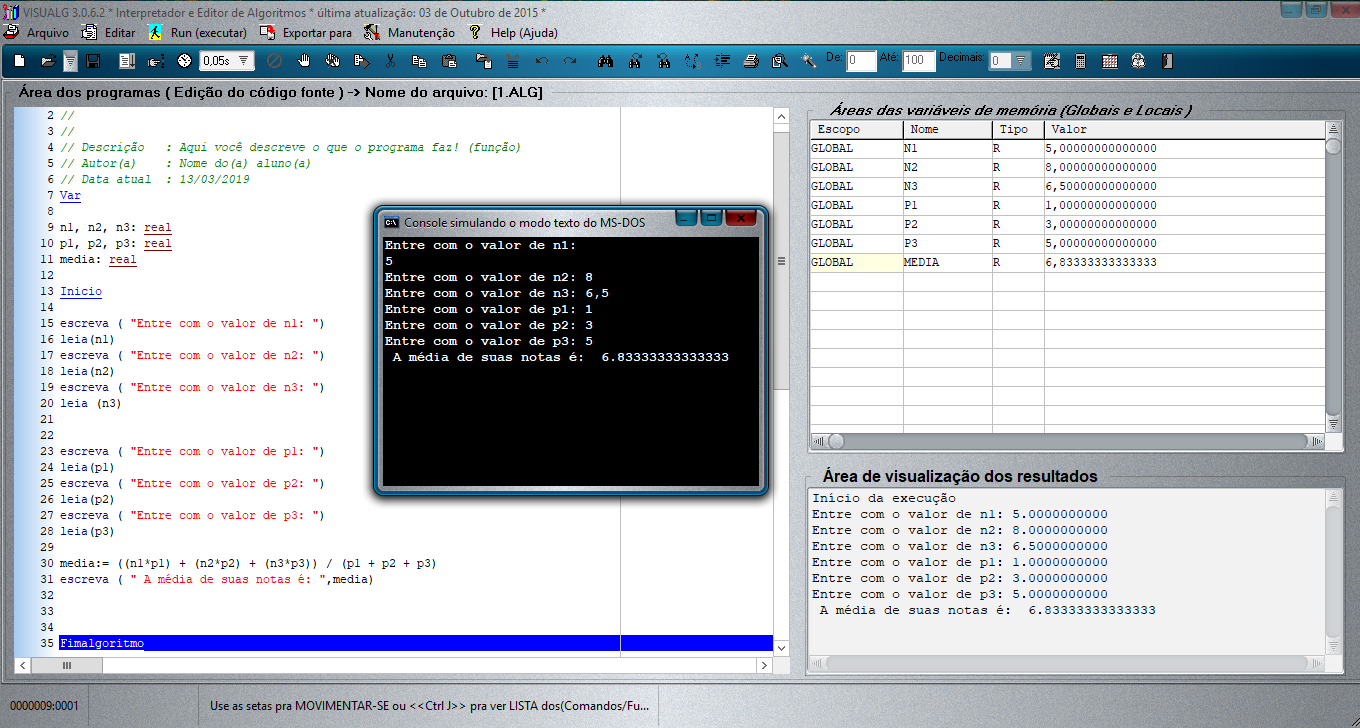 VISUALG 3.0.6.2 * Interpretador e Editor de Algoritmos * última atualização: 03 de Outubro de 2015 *
Arquivo Editar Run (executar) Exportar para Manutenção Help (Ajuda)
0,05s De: 0 Até: 100 Decimais: 0
Área dos programas ( Edição do código fonte ) -> Nome do arquivo: [1.ALG]
2 //
3 //
4 // Descrição : Aqui você descreve o que o programa faz! (função)
5 // Autor(a) : Nome do(a) aluno(a)
6 // Data atual : 13/03/2019
7 Var
8
9 n1, n2, n3: real
10 p1, p2, p3: real
11 media: real
12
13 Inicio
14
15 escreva ( "Entre com o valor de n1: ")
16 leia(n1)
17 escreva ( "Entre com o valor de n2: ")
18 leia(n2)
19 escreva ( "Entre com o valor de n3: ")
20 leia (n3)
21
22
23 escreva ( "Entre com o valor de p1: ")
24 leia(p1)
25 escreva ( "Entre com o valor de p2: ")
26 leia(p2)
27 escreva ( "Entre com o valor de p3: ")
28 leia(p3)
29
30 media:= ((n1*p1) + (n2*p2) + (n3*p3)) / (p1 + p2 + p3)
31 escreva ( " A média de suas notas é: ",media)
32
33
34
35 Fimalgoritmo
Console simulando o modo texto do MS-DOS
Entre com o valor de n1:
5
Entre com o valor de n2: 8
Entre com o valor de n3: 6,5
Entre com o valor de p1: 1
Entre com o valor de p2: 3
Entre com o valor de p3: 5
A média de suas notas é: 6.83333333333333
Áreas das variáveis de memória (Globais e Locais )
Escopo Nome Tipo Valor
GLOBAL N1 R 5,00000000000000
GLOBAL N2 R 8,00000000000000
GLOBAL N3 R 6,50000000000000
GLOBAL P1 R 1,00000000000000
GLOBAL P2 R 3,00000000000000
GLOBAL P3 R 5,00000000000000
GLOBAL MEDIA R 6,83333333333333
Área de visualização dos resultados
Início da execução
Entre com o valor de n1: 5.0000000000
Entre com o valor de n2: 8.0000000000
Entre com o valor de n3: 6.5000000000
Entre com o valor de p1: 1.0000000000
Entre com o valor de p2: 3.0000000000
Entre com o valor de p3: 5.0000000000
A média de suas notas é: 6.83333333333333
0000009:0001 Use as setas pra MOVIMENTAR-SE ou <<Ctrl J>> pra ver LISTA dos(Comandos/Fu...